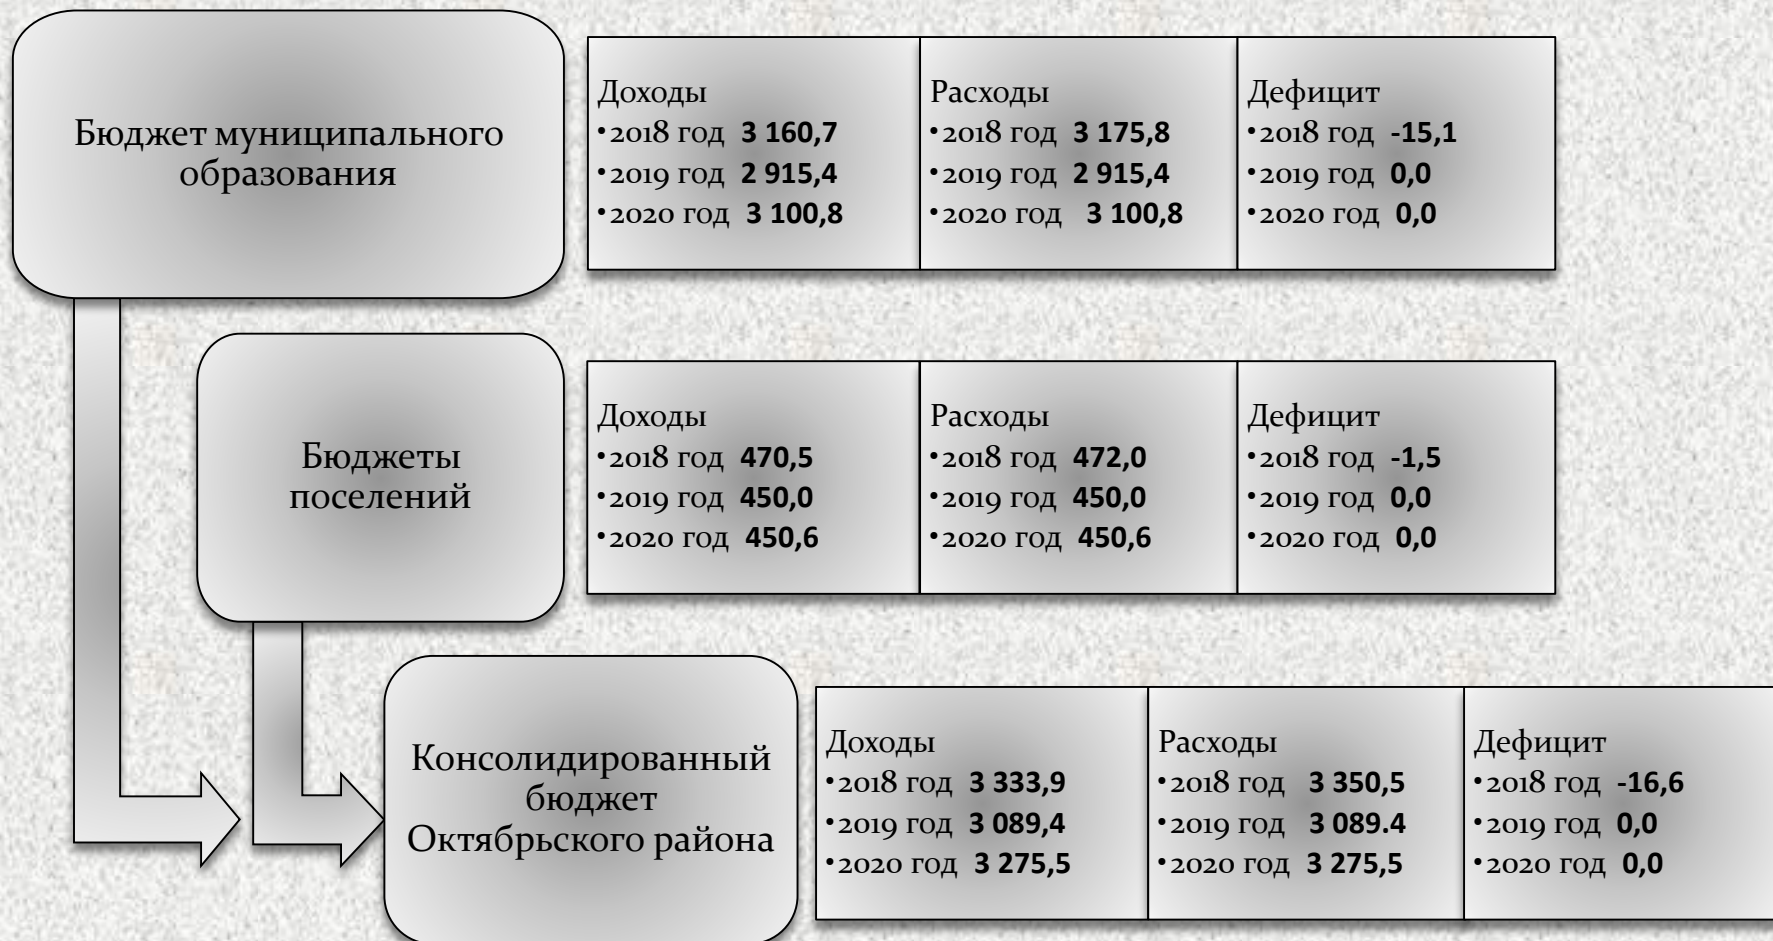 Бюджет муниципального
образования
Доходы
•2018 год 3 160,7
•2019 год 2 915,4
•2020 год 3 100,8
Расходы
•2018 год 3 175,8
•2019 год 2 915,4
•2020 год 3 100,8
Дефицит
•2018 год -15,1
•2019 год 0,0
•2020 год 0,0
Бюджеты
поселений
Доходы
•2018 год 470,5
•2019 год 450,0
•2020 год 450,6
Расходы
•2018 год 472,0
•2019 год 450,0
•2020 год 450,6
Дефицит
•2018 год -1,5
•2019 год 0,0
•2020 год 0,0
Консолидированный
бюджет
Октябрьского района
Доходы
•2018 год 3 333,9
•2019 год 3 089,4
•2020 год 3 275,5
Расходы
•2018 год 3 350,5
•2019 год 3 089.4
•2020 год 3 275,5
Дефицит
•2018 год -16,6
•2019 год 0,0
•2020 год 0,0